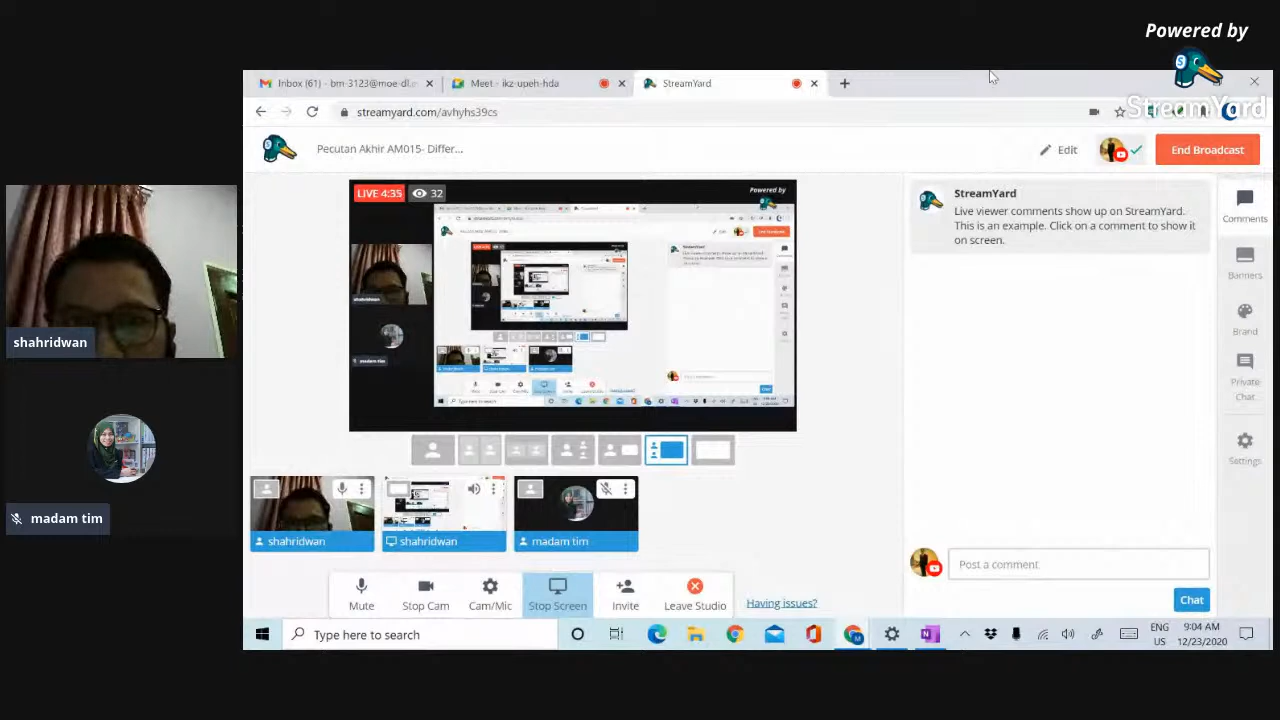 Powered by
StreamYard
Inbox (61) - bm-3123@moe-dl.e
Meet - ikz-upeh-hda
StreamYard
streamyard.com/avhyhs39cs
Pecutan Akhir AM015- Differ...
Edit
End Broadcast
LIVE 4:35
32
Powered by
StreamYard
Live viewer comments show up on StreamYard.
This is an example. Click on a comment to show it
on screen.
Comments
Banners
Brand
Private
Chat
Settings
shahridwan
madam tim
shahridwan
shahridwan
madam tim
Post a comment
Chat
Mute
Stop Cam
Cam/Mic
Stop Screen
Invite
Leave Studio
Having issues?
Type here to search
ENG
US
9:04 AM
12/23/2020